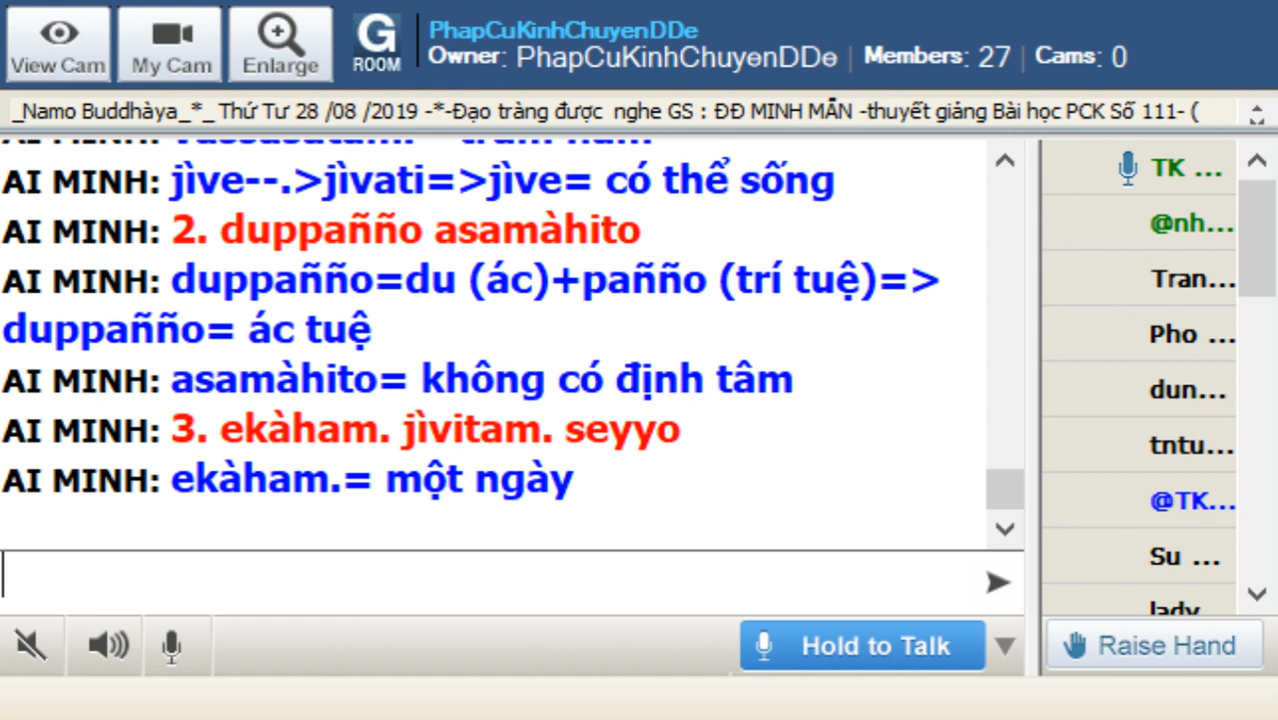 View Cam
My Cam
Enlarge
G
ROOM
PhapCuKinhChuyenDDe
Owner: PhapCuKinhChuyenDDe | Members: 27 | Cams: 0
_Namo Buddhàya_*_ Thứ Tư 28 /08 /2019 -*-Đạo tràng được nghe GS : ĐĐ MINH MẪN -thuyết giảng Bài học PCK Số 111- (
AI MINH: jìve--.>jìvati=>jìve= có thể sống
AI MINH: 2. duppañño asamàhito
AI MINH: duppañño=du (ác)+pañño (trí tuệ)=>
duppañño= ác tuệ
AI MINH: asamàhito= không có định tâm
AI MINH: 3. ekàham. jìvitam. seyyo
AI MINH: ekàham.= một ngày
TK ...
@nh...
Tran...
Pho ...
dun...
tntu...
@TK...
Su ...
lady
Hold to Talk
Raise Hand